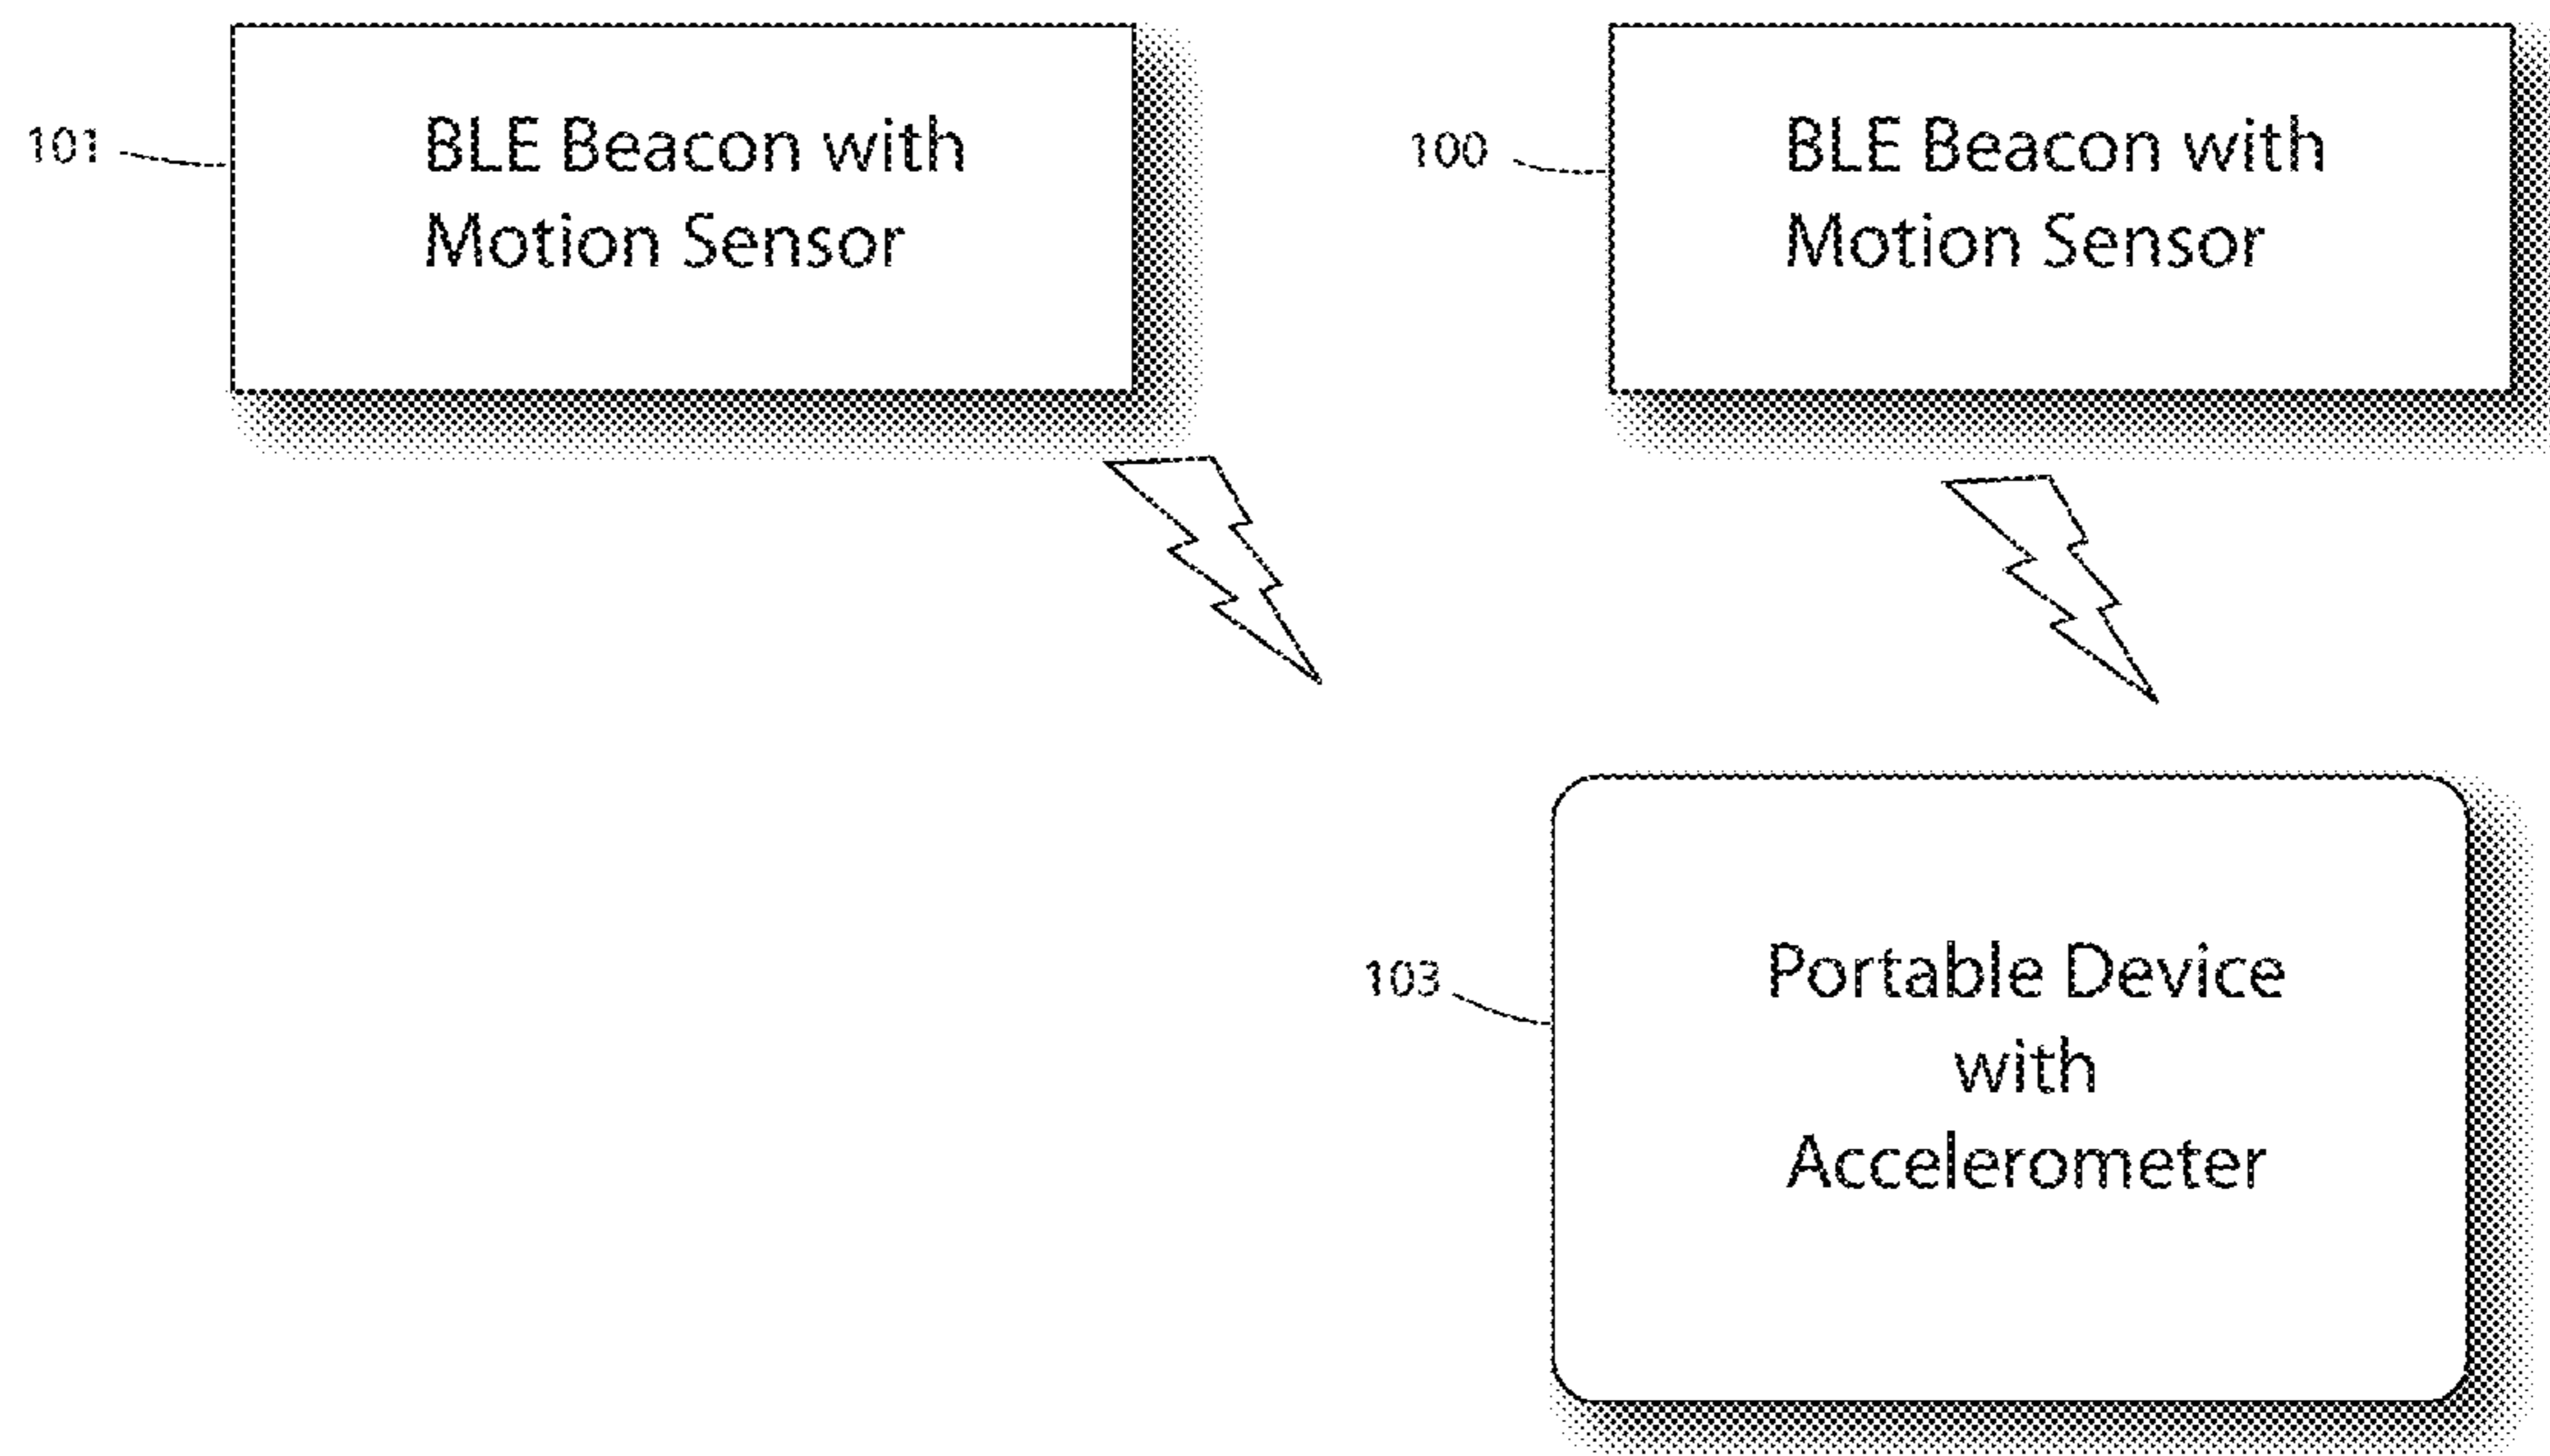 101
BLE Beacon with
Motion Sensor
100
BLE Beacon with
Motion Sensor
103
Portable Device
with
Accelerometer